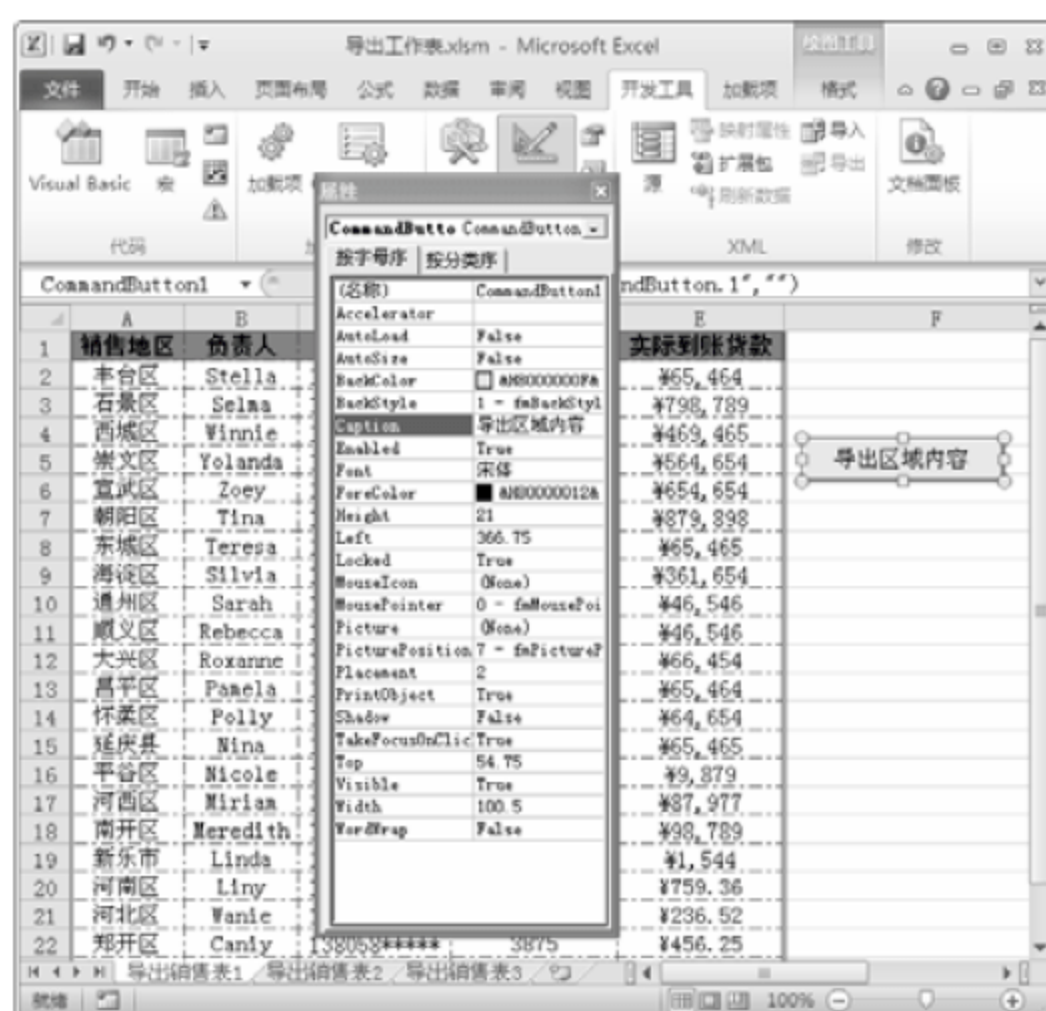 导出工作表.xlsm - Microsoft Excel 绘图工具
文件 开始 插入 页面布局 公式 数据 审阅 视图 开发工具 加载项 格式
Visual Basic 宏 加载项 源 映射属性 导入
扩展包 导出
刷新数据 文档面板
代码 XML 修改
属性
CommandButto CommandButton
按字母序 按分类序
CommandButton1 ndButton.1","")
(名称) CommandButton1
Accelerator
AutoLoad False
AutoSize False
BackColor &H8000000F&
BackStyle 1 - fmBackStyl
Caption 导出区域内容
Enabled True
Font 宋体
ForeColor &H80000012&
Height 21
Left 366.75
Locked True
MouseIcon (None)
MousePointer 0 - fmMousePoi
Picture (None)
PicturePosition 7 - fmPictureP
Placement 2
PrintObject True
Shadow False
TakeFocusOnClic True
Top 54.75
Visible True
Width 100.5
WordWrap False
A B E F
1 销售地区 负责人 实际到账货款
2 丰台区 Stella ¥65,464
3 石景区 Selma ¥798,789
4 西城区 Winnie ¥469,465
5 崇文区 Yolanda ¥564,654
导出区域内容
6 宣武区 Zoey ¥654,654
7 朝阳区 Tina ¥879,898
8 东城区 Teresa ¥65,465
9 海淀区 Silvia ¥361,654
10 通州区 Sarah ¥46,546
11 顺义区 Rebecca ¥46,546
12 大兴区 Roxanne ¥66,454
13 昌平区 Pamela ¥65,464
14 怀柔区 Polly ¥64,654
15 延庆县 Nina ¥65,465
16 平谷区 Nicole ¥9,879
17 河西区 Miriam ¥87,977
18 南开区 Meredith ¥98,789
19 新乐市 Linda ¥1,544
20 河南区 Liny ¥759.36
21 河北区 Wanie ¥236.52
22 郑开区 Caniy 138058***** 3875 ¥456.25
导出销售表1 导出销售表2 导出销售表3
就绪 100%